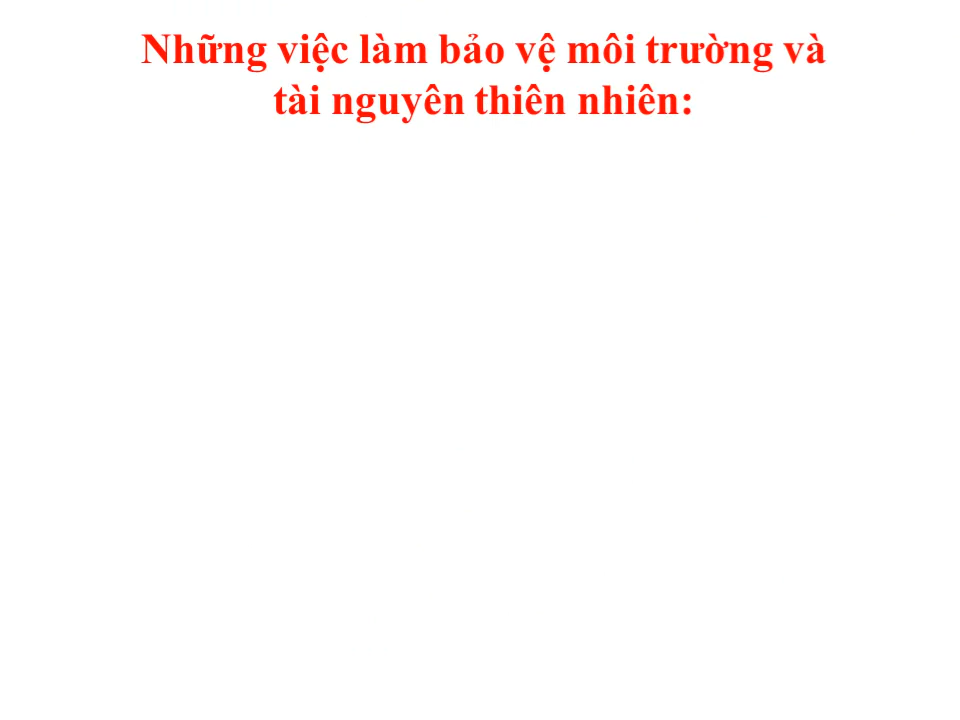 Những việc làm bảo vệ môi trường và
tài nguyên thiên nhiên: